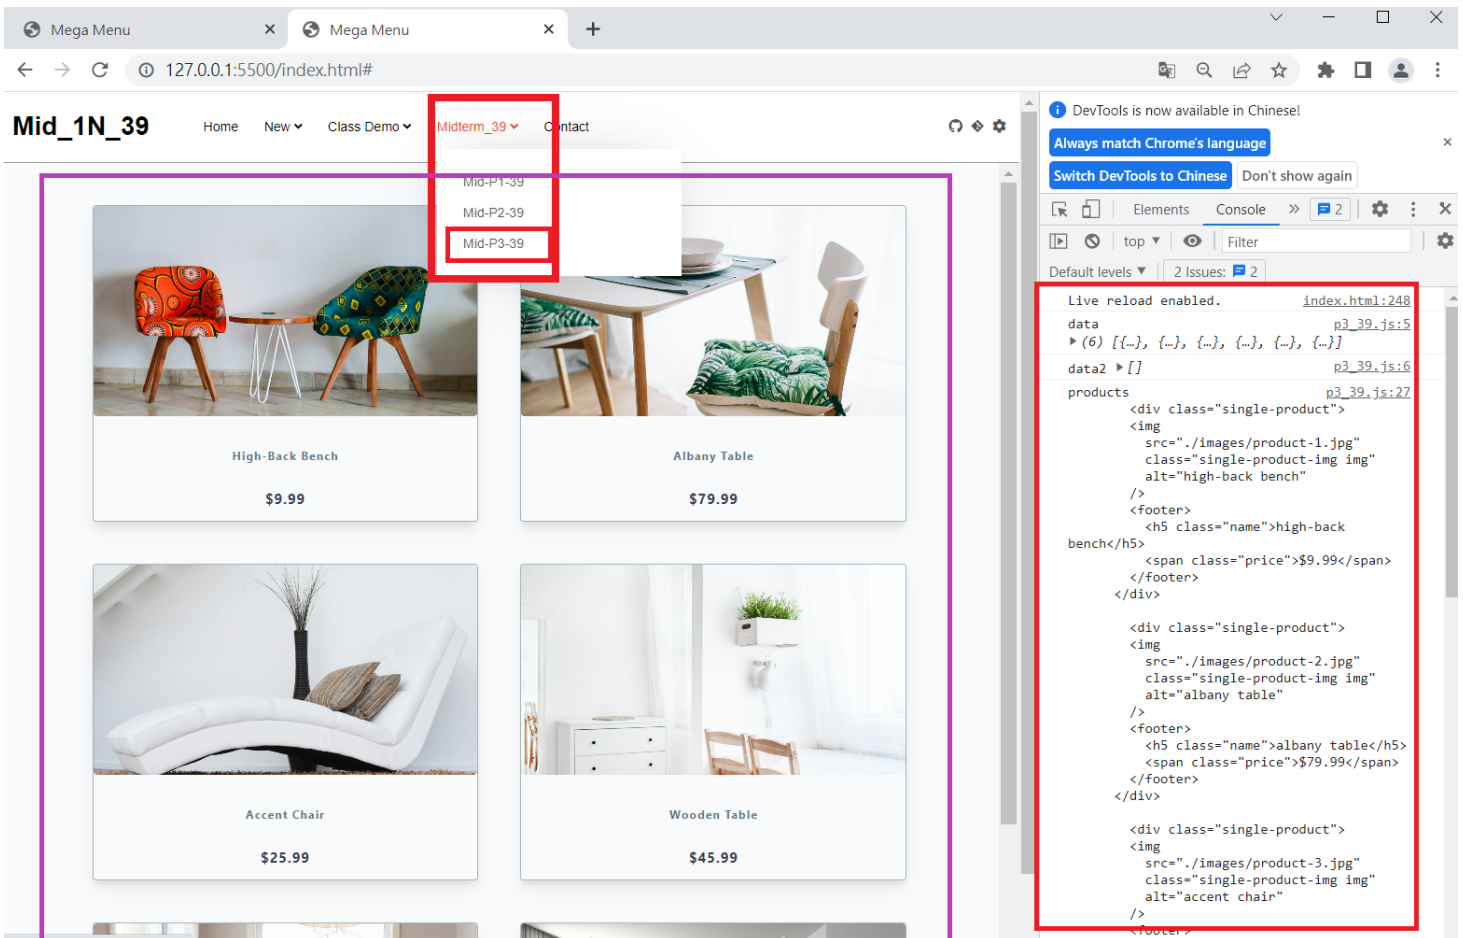 Mega Menu
Mega Menu
127.0.0.1:5500/index.html#
Mid_1N_39
Home
New
Class Demo
Midterm_39
Contact
Mid-P1-39
Mid-P2-39
Mid-P3-39
High-Back Bench
$9.99
Albany Table
$79.99
Accent Chair
$25.99
Wooden Table
$45.99
DevTools is now available in Chinese!
Always match Chrome's language
Switch DevTools to Chinese
Don't show again
Elements
Console
2
top
Filter
Default levels
2 Issues: 2
Live reload enabled. index.html:248
data p3_39.js:5
(6) [{…}, {…}, {…}, {…}, {…}, {…}]
data2 [] p3_39.js:6
products p3_39.js:27
<div class="single-product">
<img
src="./images/product-1.jpg"
class="single-product-img img"
alt="high-back bench"
/>
<footer>
<h5 class="name">high-back
bench</h5>
<span class="price">$9.99</span>
</footer>
</div>
<div class="single-product">
<img
src="./images/product-2.jpg"
class="single-product-img img"
alt="albany table"
/>
<footer>
<h5 class="name">albany table</h5>
<span class="price">$79.99</span>
</footer>
</div>
<div class="single-product">
<img
src="./images/product-3.jpg"
class="single-product-img img"
alt="accent chair"
/>
<footer>